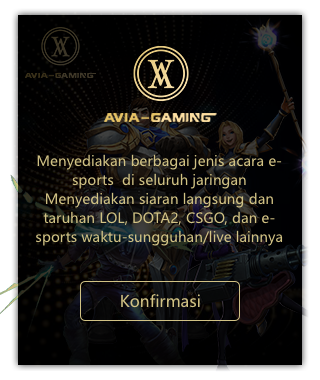 AVIA-GAMING
AVIA-GAMING
Menyediakan berbagai jenis acara e-
sports di seluruh jaringan
Menyediakan siaran langsung dan
taruhan LOL, DOTA2, CSGO, dan e-
sports waktu-sungguhan/live lainnya
Konfirmasi